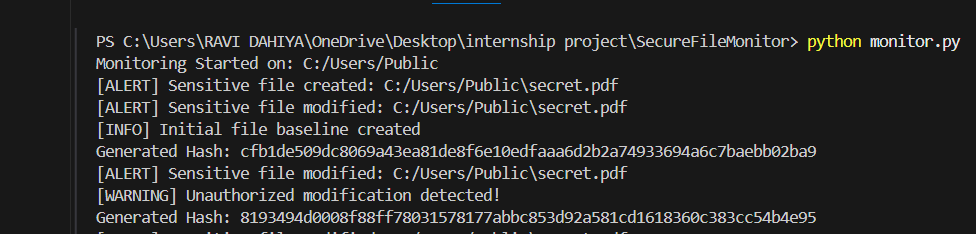 PS C:\Users\RAVI DAHIYA\OneDrive\Desktop\internship project\SecureFileMonitor> python monitor.py
Monitoring Started on: C:/Users/Public
[ALERT] Sensitive file created: C:/Users/Public\secret.pdf
[ALERT] Sensitive file modified: C:/Users/Public\secret.pdf
[INFO] Initial file baseline created
Generated Hash: cfb1de509dc8069a43ea81de8f6e10edfaaa6d2b2a74933694a6c7baebb02ba9
[ALERT] Sensitive file modified: C:/Users/Public\secret.pdf
[WARNING] Unauthorized modification detected!
Generated Hash: 8193494d0008f88ff78031578177abbc853d92a581cd1618360c383cc54b4e95